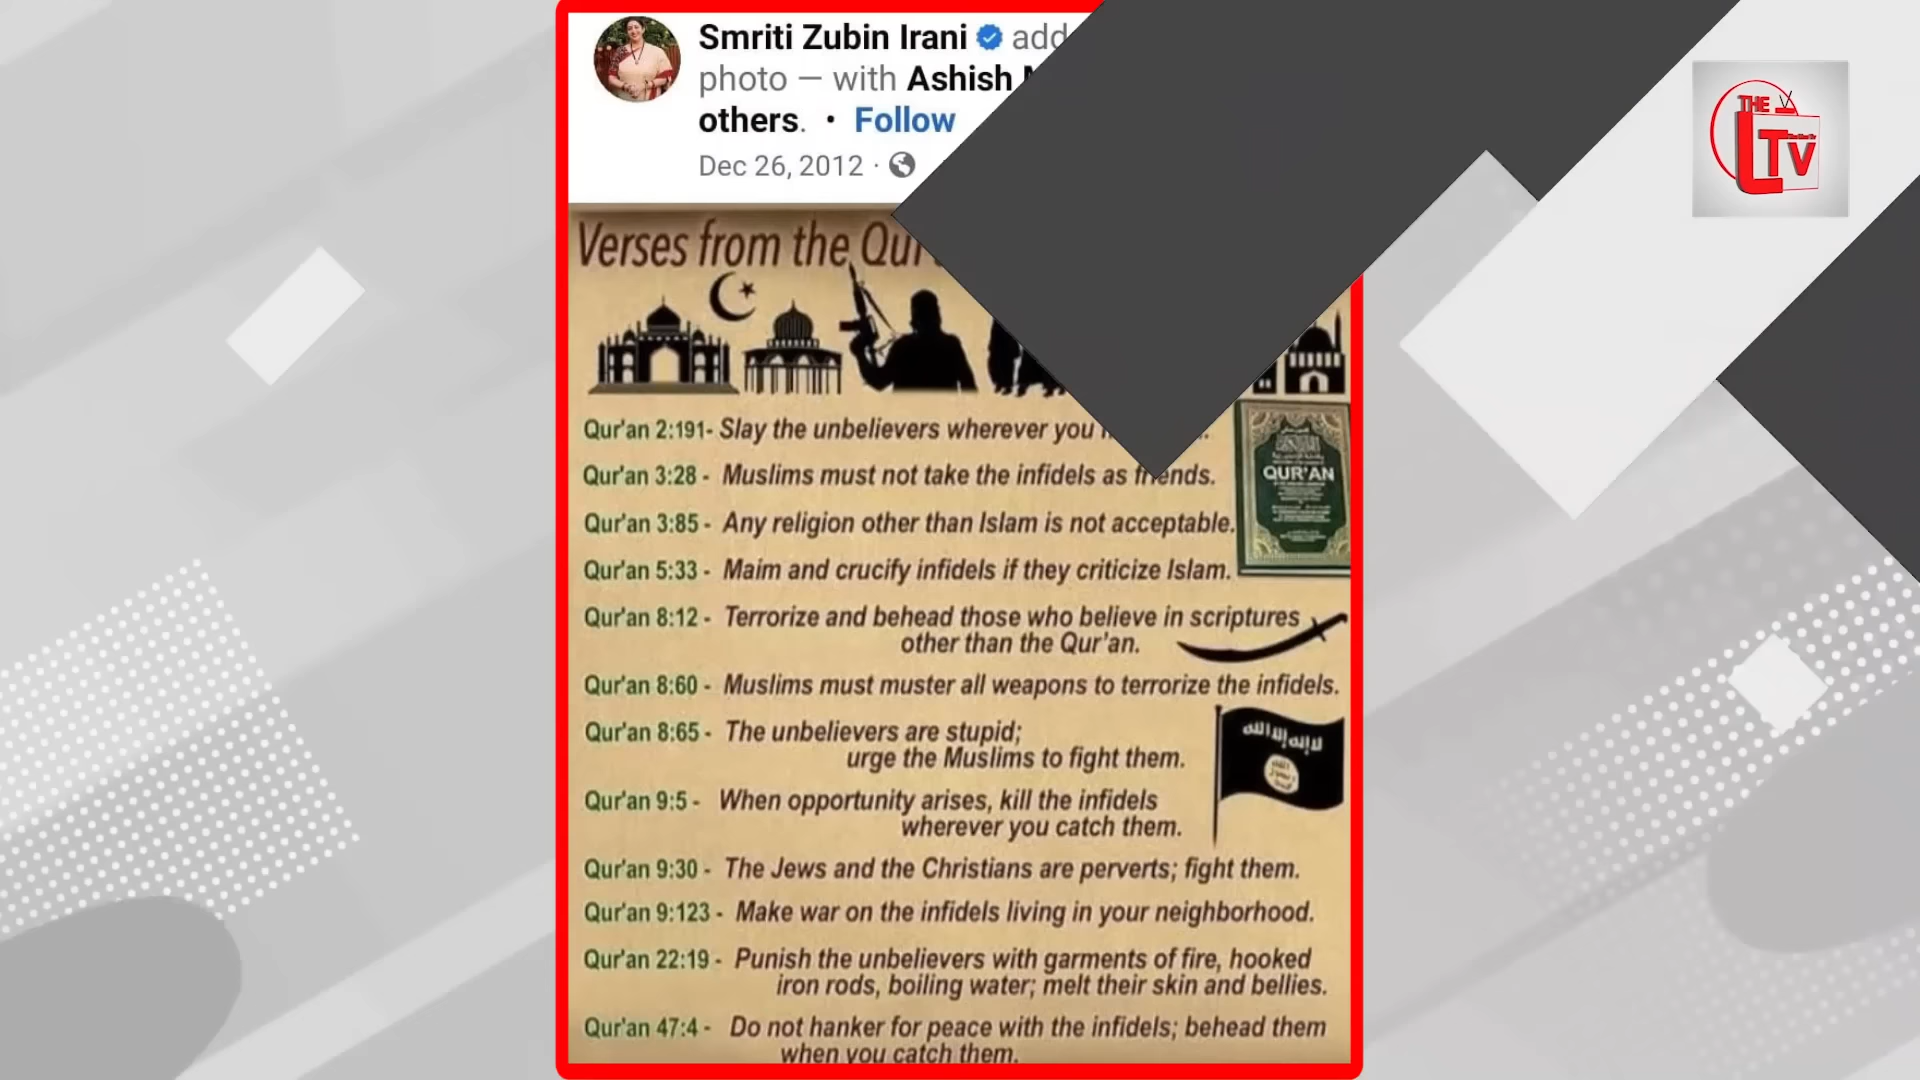 Smriti Zubin Irani add
photo — with Ashish
others. · Follow
Dec 26, 2012 ·
THE
LTV
Verses from the
Qur'an 2:191- Slay the unbelievers wherever you
Qur'an 3:28 - Muslims must not take the infidels as friends.
Qur'an 3:85 - Any religion other than Islam is not acceptable.
Qur'an 5:33 - Maim and crucify infidels if they criticize Islam.
Qur'an 8:12 - Terrorize and behead those who believe in scriptures
other than the Qur'an.
Qur'an 8:60 - Muslims must muster all weapons to terrorize the infidels.
Qur'an 8:65 - The unbelievers are stupid;
urge the Muslims to fight them.
Qur'an 9:5 - When opportunity arises, kill the infidels
wherever you catch them.
Qur'an 9:30 - The Jews and the Christians are perverts; fight them.
Qur'an 9:123 - Make war on the infidels living in your neighborhood.
Qur'an 22:19 - Punish the unbelievers with garments of fire, hooked
iron rods, boiling water; melt their skin and bellies.
Qur'an 47:4 - Do not hanker for peace with the infidels; behead them
when you catch them.
QUR'AN
لا إله إلا الله
الله
رسول
محمد